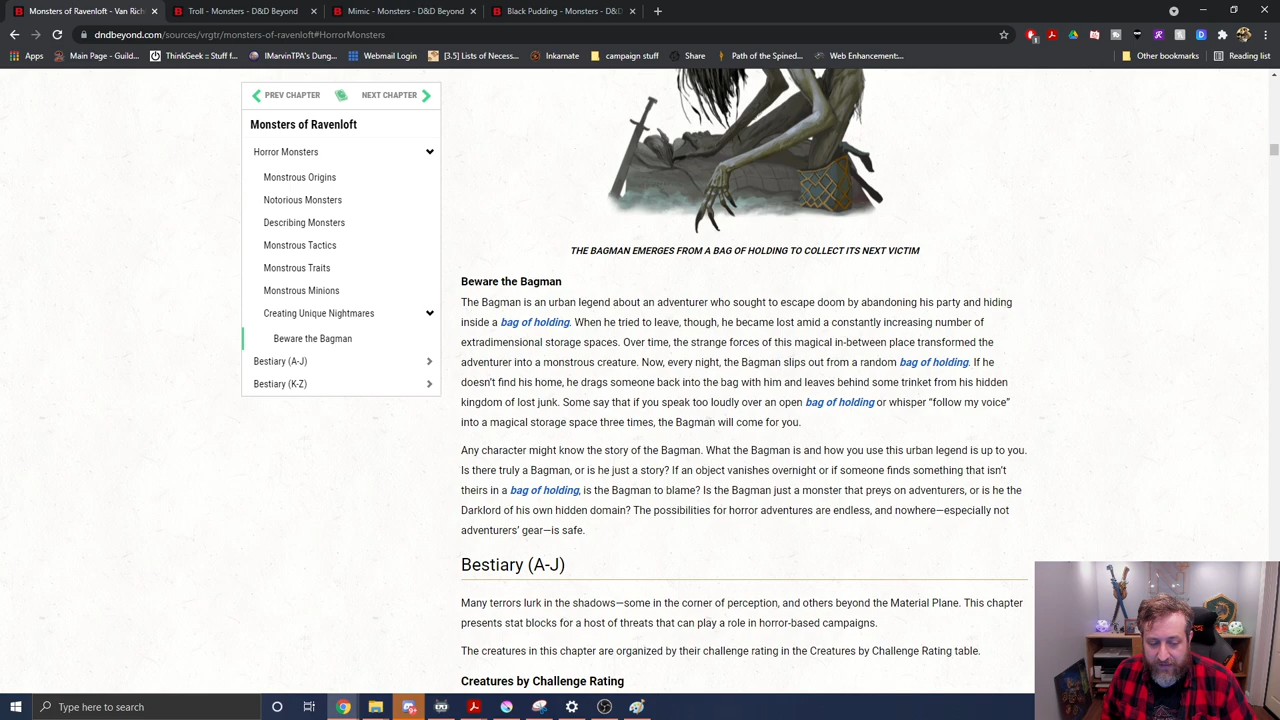 Monsters of Ravenloft - Van Rich
Troll - Monsters - D&D Beyond
Mimic - Monsters - D&D Beyond
Black Pudding - Monsters - D&D
dndbeyond.com/sources/vrgtr/monsters-of-ravenloft#HorrorMonsters
Apps
Main Page - Guild...
ThinkGeek :: Stuff f...
IMarvinTPA's Dung...
Webmail Login
[3.5] Lists of Necess...
Inkarnate
campaign stuff
Share
Path of the Spined...
Web Enhancement:...
Other bookmarks
Reading list
PREV CHAPTER
NEXT CHAPTER
Monsters of Ravenloft
Horror Monsters
Monstrous Origins
Notorious Monsters
Describing Monsters
Monstrous Tactics
Monstrous Traits
Monstrous Minions
Creating Unique Nightmares
Beware the Bagman
Bestiary (A-J)
Bestiary (K-Z)
THE BAGMAN EMERGES FROM A BAG OF HOLDING TO COLLECT ITS NEXT VICTIM
Beware the Bagman
The Bagman is an urban legend about an adventurer who sought to escape doom by abandoning his party and hiding
inside a bag of holding. When he tried to leave, though, he became lost amid a constantly increasing number of
extradimensional storage spaces. Over time, the strange forces of this magical in-between place transformed the
adventurer into a monstrous creature. Now, every night, the Bagman slips out from a random bag of holding. If he
doesn't find his home, he drags someone back into the bag with him and leaves behind some trinket from his hidden
kingdom of lost junk. Some say that if you speak too loudly over an open bag of holding or whisper “follow my voice”
into a magical storage space three times, the Bagman will come for you.
Any character might know the story of the Bagman. What the Bagman is and how you use this urban legend is up to you.
Is there truly a Bagman, or is he just a story? If an object vanishes overnight or if someone finds something that isn't
theirs in a bag of holding, is the Bagman to blame? Is the Bagman just a monster that preys on adventurers, or is he the
Darklord of his own hidden domain? The possibilities for horror adventures are endless, and nowhere—especially not
adventurers' gear—is safe.
Bestiary (A-J)
Many terrors lurk in the shadows—some in the corner of perception, and others beyond the Material Plane. This chapter
presents stat blocks for a host of threats that can play a role in horror-based campaigns.
The creatures in this chapter are organized by their challenge rating in the Creatures by Challenge Rating table.
Creatures by Challenge Rating
Type here to search